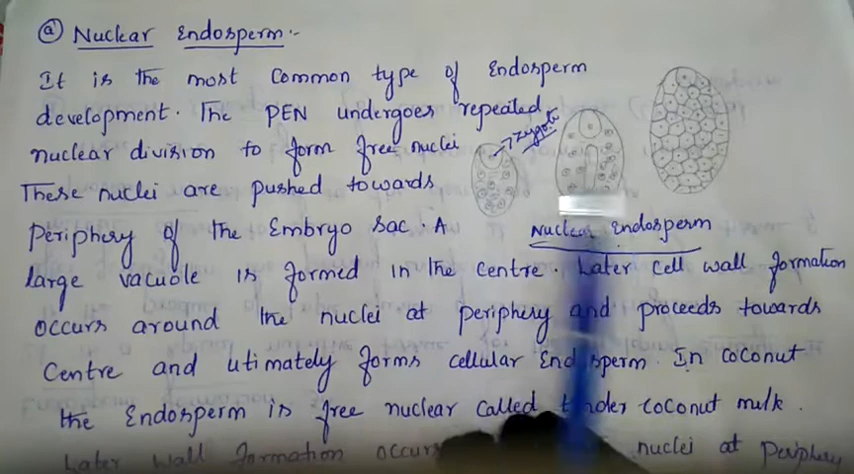 ⓐ Nuclear Endosperm :-
It is the most common type of Endosperm
development. The PEN undergoes repeated
zygote
nuclear division to form free nuclei
These nuclei are pushed towards
Periphery of the Embryo sac. A
Nuclear Endosperm
large vacuole is formed in the centre. Later cell wall formation
occurs around the nuclei at periphery and proceeds towards
Centre and utimately forms cellular End sperm. In coconut
the Endosperm is free nuclear called t nder coconut milk.
Later wall formation occurs nuclei at Periphery